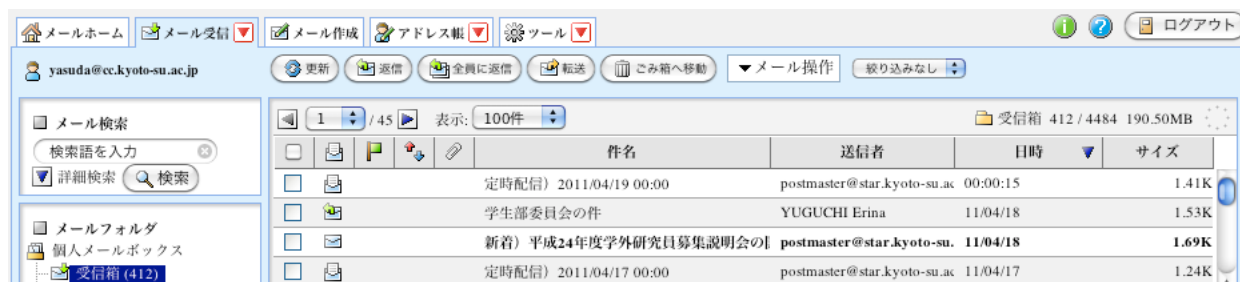 メールホーム メール受信 メール作成 アドレス帳 ツール ログアウト
yasuda@cc.kyoto-su.ac.jp 更新 返信 全員に返信 転送 ごみ箱へ移動 ▼メール操作 絞り込みなし
メール検索
検索語を入力
詳細検索 検索
メールフォルダ
個人メールボックス
受信箱 (412)
1 / 45 表示: 100件 受信箱 412 / 4484 190.50MB
件名 送信者 日時 サイズ
定時配信）2011/04/19 00:00 postmaster@star.kyoto-su.ac 00:00:15 1.41K
学生部委員会の件 YUGUCHI Erina 11/04/18 1.53K
新着）平成24年度学外研究員募集説明会の postmaster@star.kyoto-su. 11/04/18 1.69K
定時配信）2011/04/17 00:00 postmaster@star.kyoto-su.ac 11/04/17 1.24K